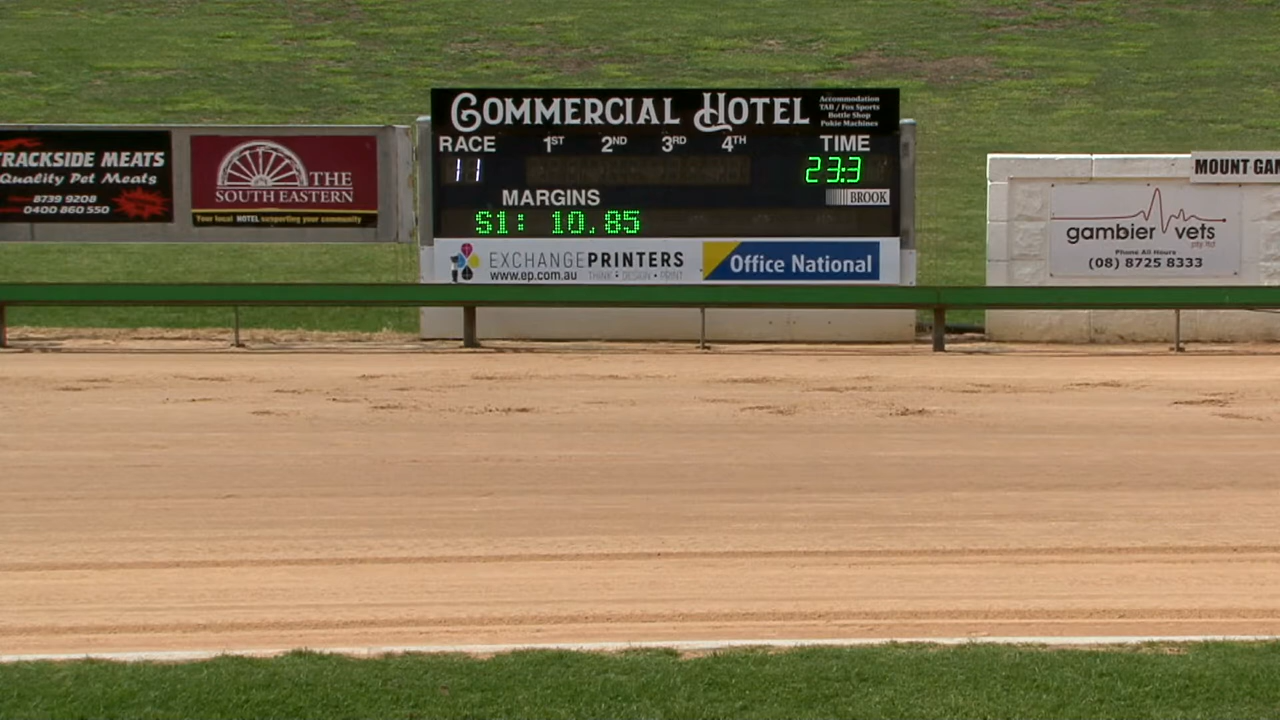 COMMERCIAL HOTEL
Accommodation
TAB / Fox Sports
Bottle Shop
Pokie Machines
RACE 1ST 2ND 3RD 4TH TIME
11 23:3
MARGINS
BROOK
S1: 10.85
EXCHANGEPRINTERS
www.ep.com.au THINK • DESIGN • PRINT
Office National
TRACKSIDE MEATS
Quality Pet Meats
8739 9208
0400 860 550
THE
SOUTH EASTERN
Your local HOTEL supporting your community
MOUNT GAM
gambier vets
pty ltd
Phone All Hours
(08) 8725 8333